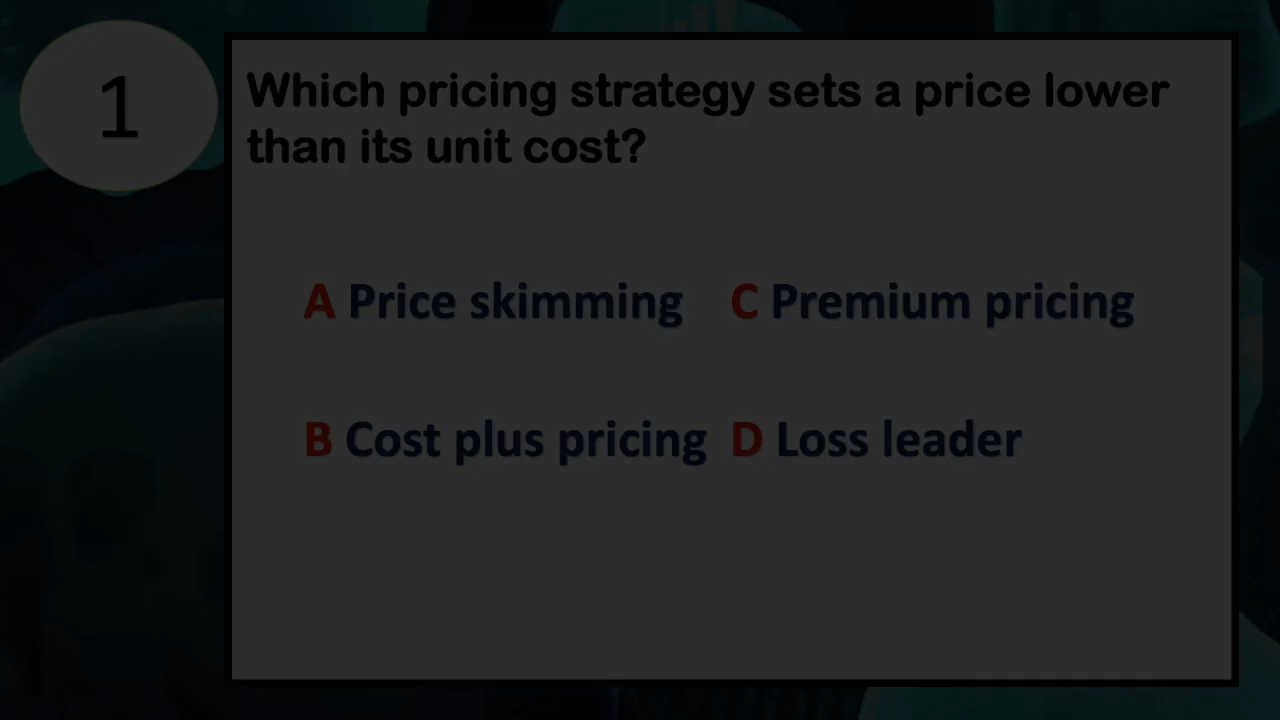 1
Which pricing strategy sets a price lower
than its unit cost?
A Price skimming
C Premium pricing
B Cost plus pricing
D Loss leader